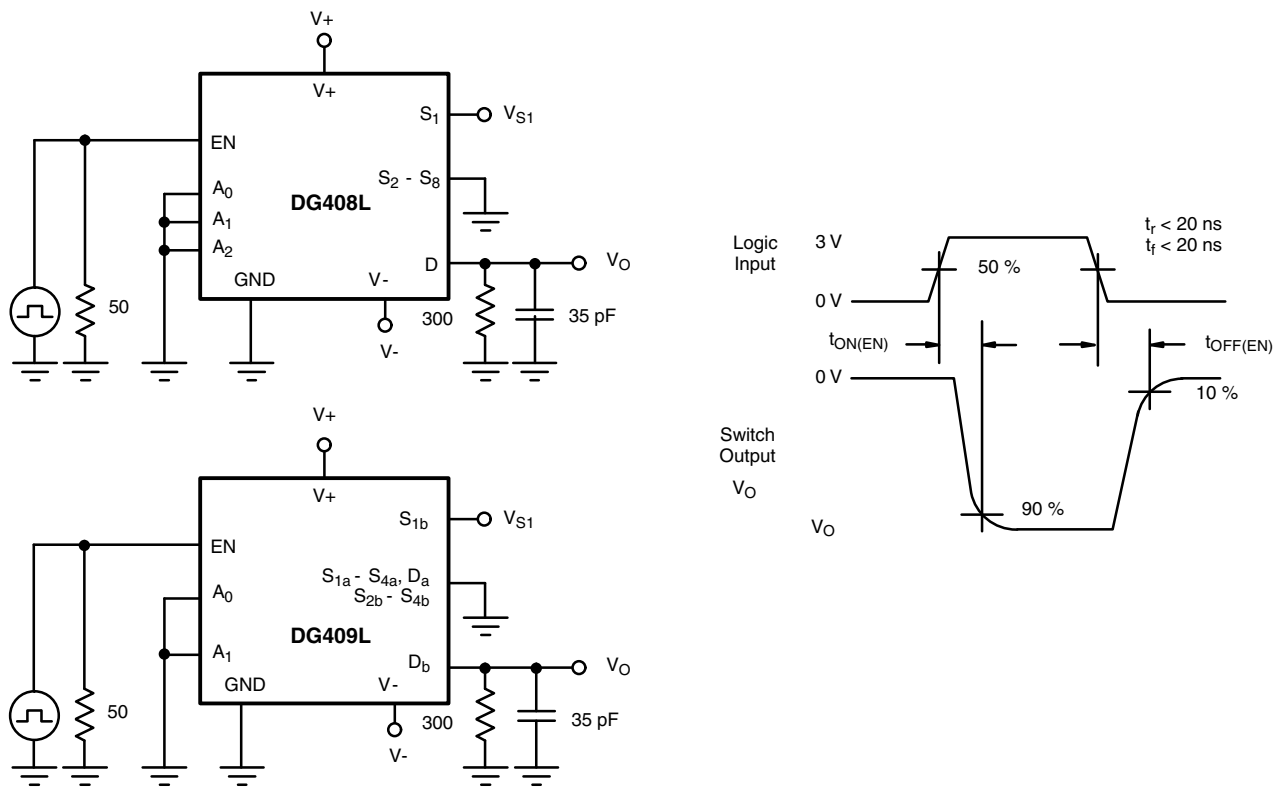 V+
V+
S1
VS1
EN
S2 - S8
A0
DG408L
A1
A2
D
VO
GND
V-
50
300
35 pF
V-
V+
V+
S1b
VS1
EN
S1a - S4a, Da
S2b - S4b
A0
DG409L
A1
Db
VO
GND
V-
50
300
35 pF
V-
Logic
Input
3 V
50 %
0 V
tr < 20 ns
tf < 20 ns
tON(EN)
tOFF(EN)
0 V
10 %
Switch
Output
VO
90 %
VO